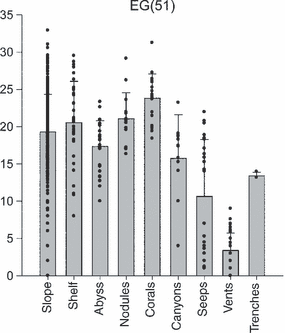 EG(51)
35
30
25
20
15
10
5
0
Slope
Shelf
Abyss
Nodules
Corals
Canyons
Seeps
Vents
Trenches